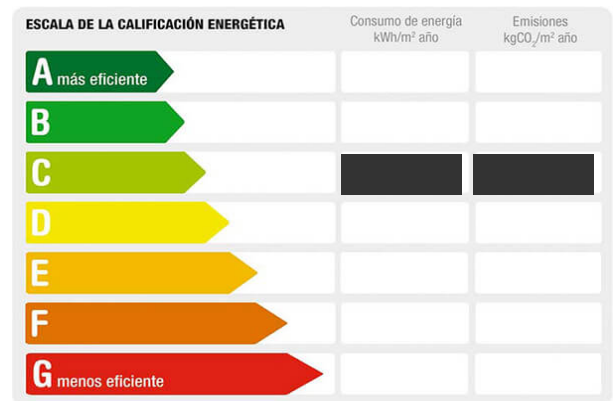 ESCALA DE LA CALIFICACIÓN ENERGÉTICA
Consumo de energía
kWh/m² año
Emisiones
kgCO₂/m² año
A más eficiente
B
C
D
E
F
G menos eficiente